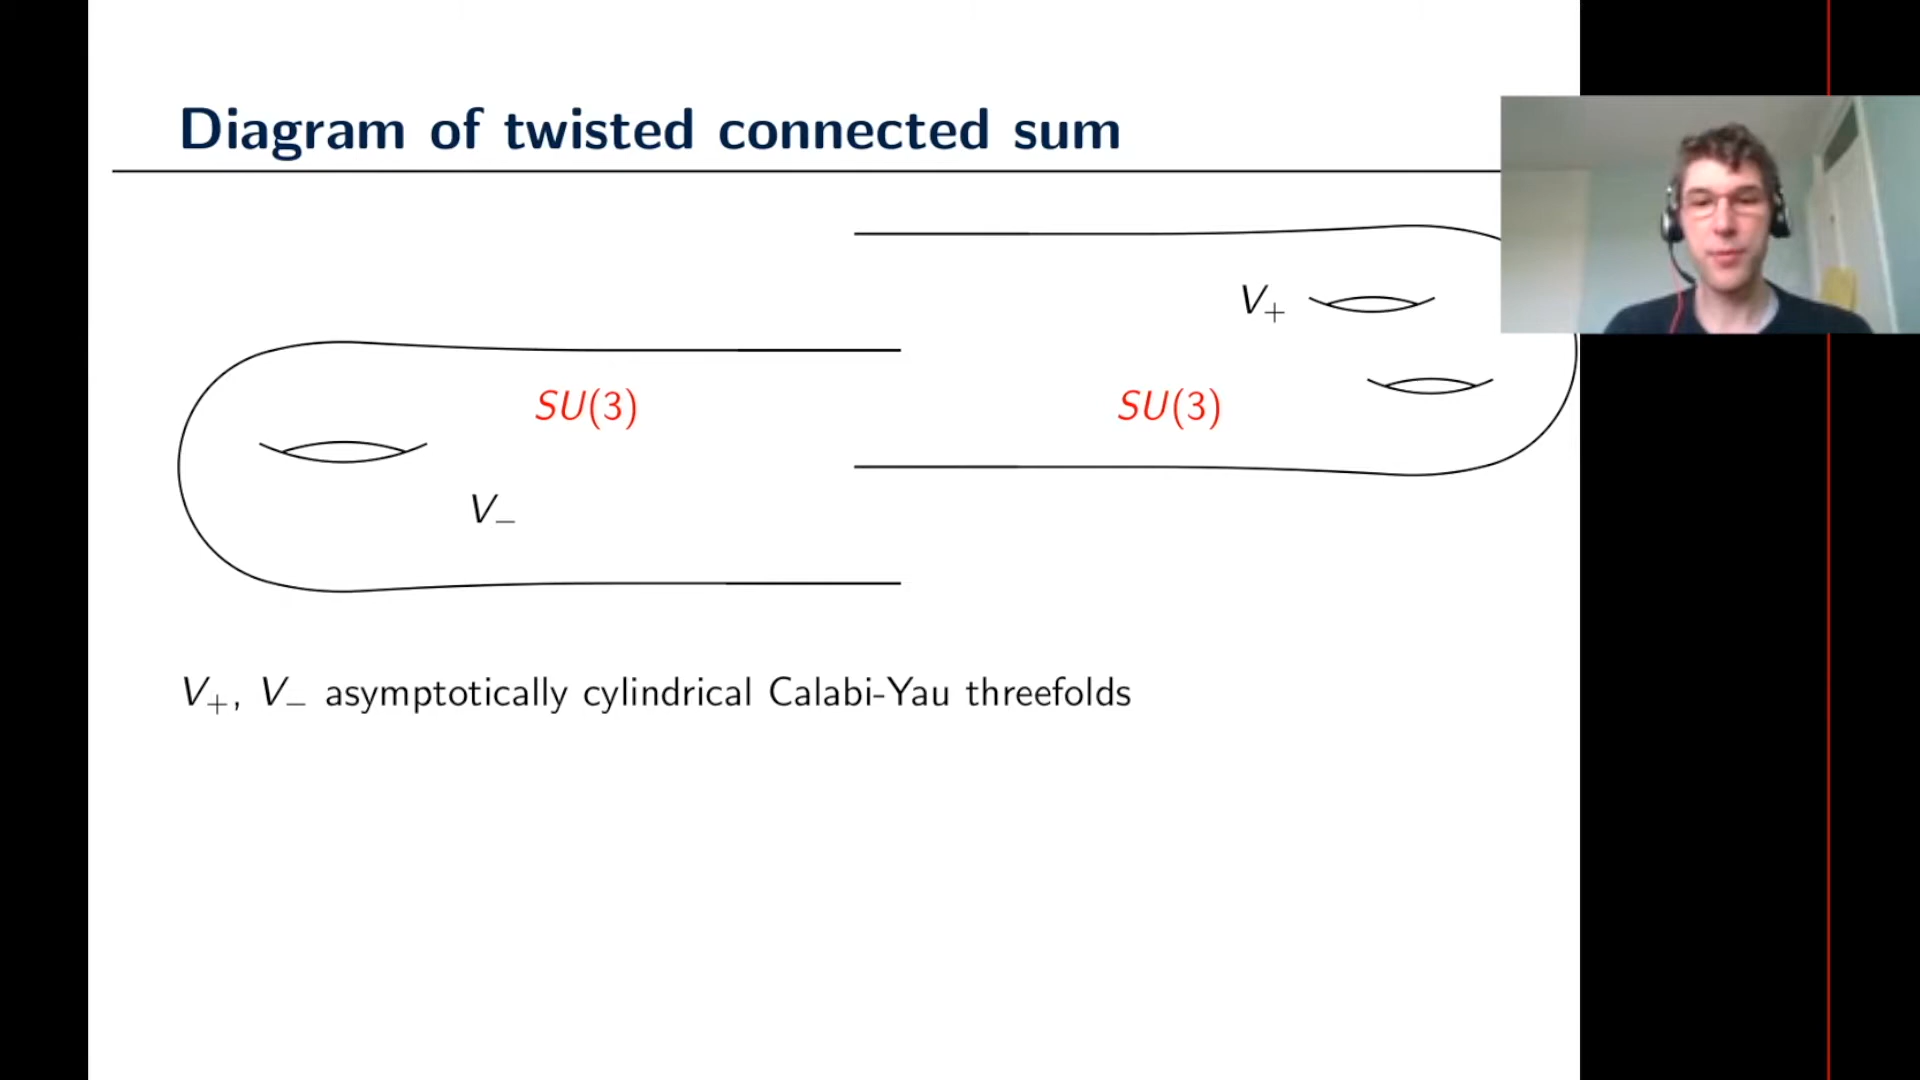 Diagram of twisted connected sum
V₊
SU(3) SU(3)
V₋
V₊, V₋ asymptotically cylindrical Calabi-Yau threefolds